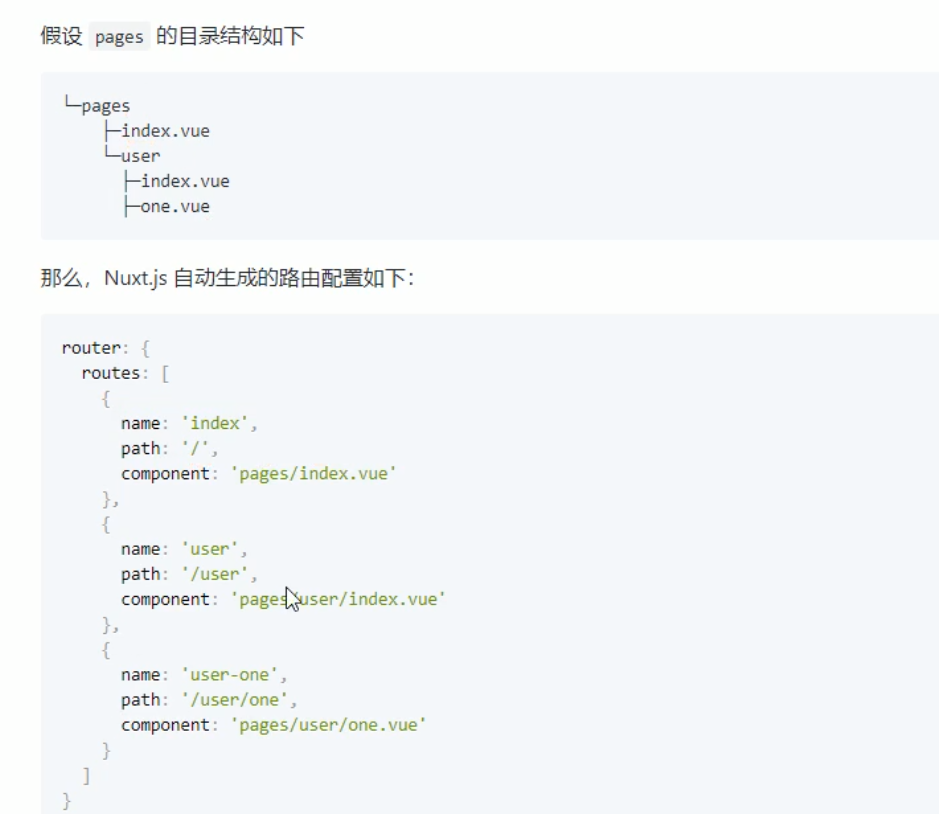 假设 pages 的目录结构如下
└─pages
    ├─index.vue
    └─user
      ├─index.vue
      ├─one.vue
那么，Nuxt.js 自动生成的路由配置如下：
router: {
  routes: [
    {
      name: 'index',
      path: '/',
      component: 'pages/index.vue'
    },
    {
      name: 'user',
      path: '/user',
      component: 'pages/user/index.vue'
    },
    {
      name: 'user-one',
      path: '/user/one',
      component: 'pages/user/one.vue'
    }
  ]
}